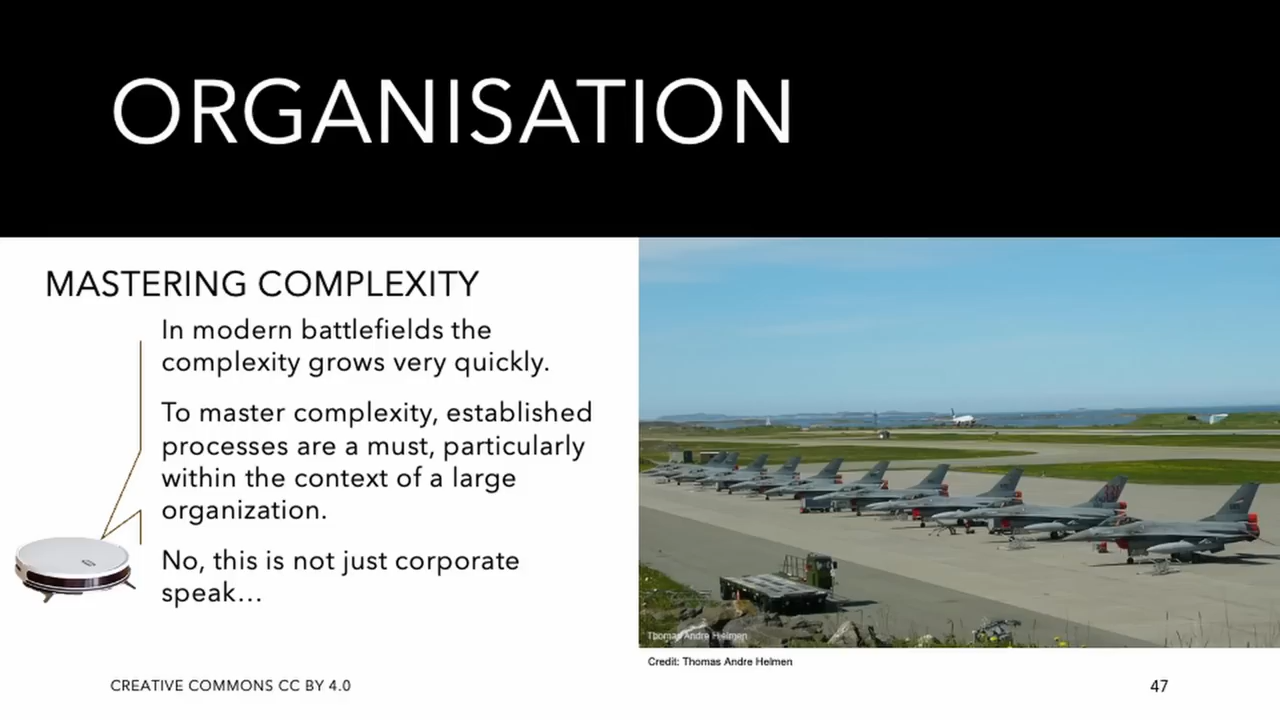 ORGANISATION
MASTERING COMPLEXITY
In modern battlefields the
complexity grows very quickly.
To master complexity, established
processes are a must, particularly
within the context of a large
organization.
No, this is not just corporate
speak…
Thomas Andre Hjelmen
Credit: Thomas Andre Helmen
CREATIVE COMMONS CC BY 4.0
47